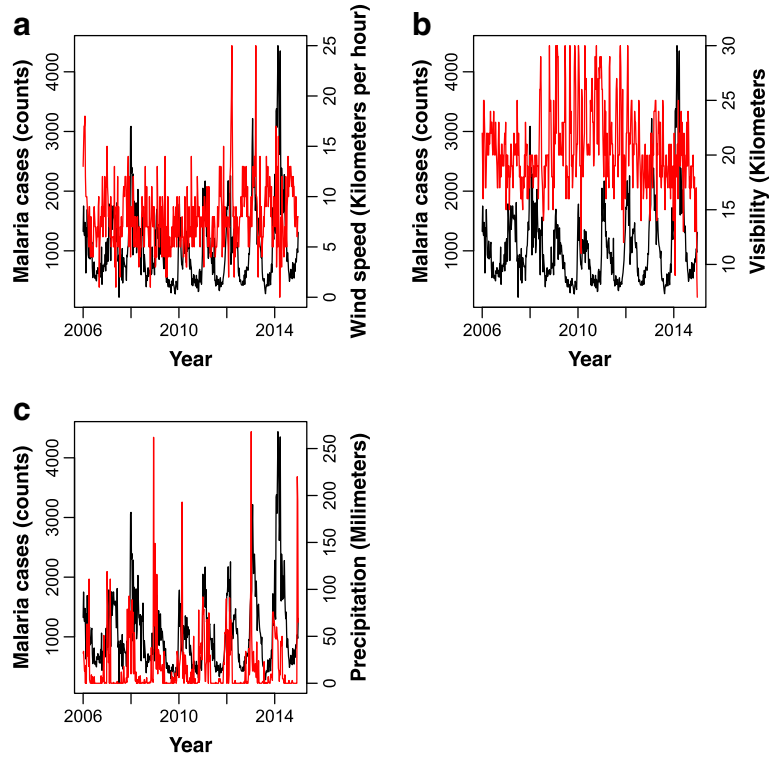 a
Malaria cases (counts)
1000 2000 3000 4000
0 5 10 15 20 25
Wind speed (Kilometers per hour)
2006 2010 2014
Year
b
Malaria cases (counts)
1000 2000 3000 4000
10 15 20 25 30
Visibility (Kilometers
2006 2010 2014
Year
c
Malaria cases (counts)
1000 2000 3000 4000
0 50 100 150 200 250
Precipitation (Milimeters)
2006 2010 2014
Year